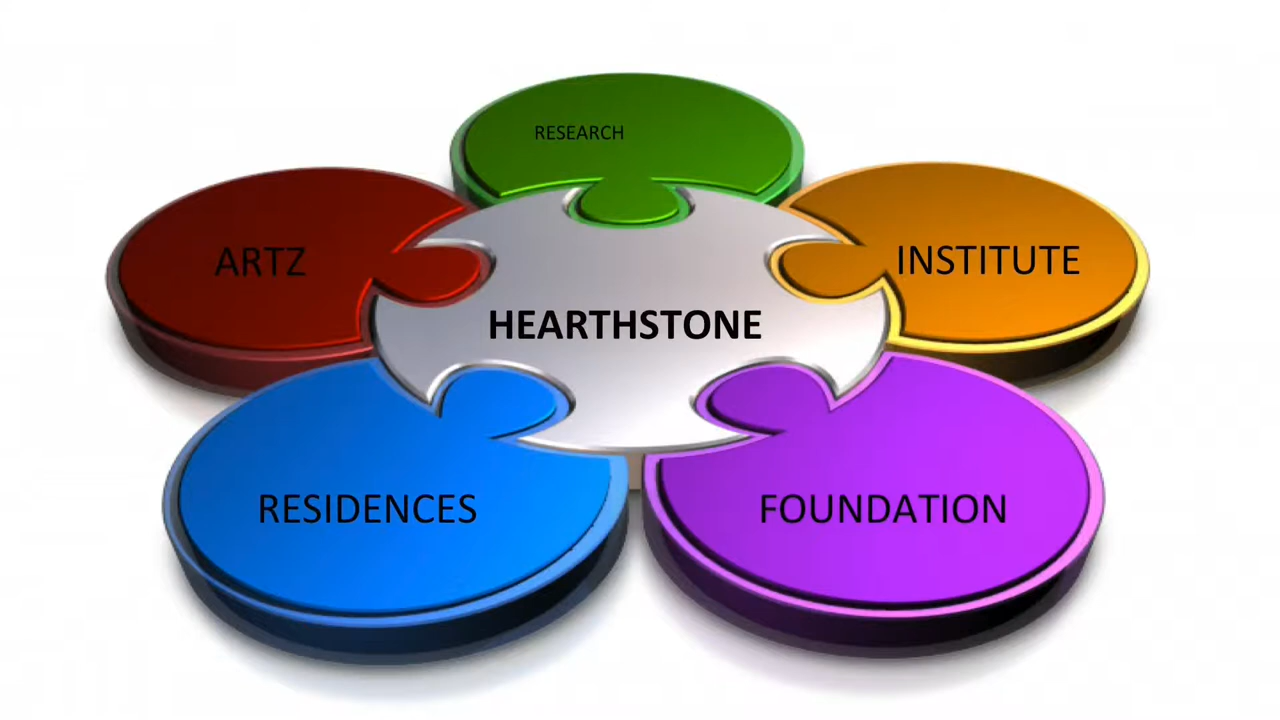 RESEARCH
ARTZ
INSTITUTE
HEARTHSTONE
RESIDENCES
FOUNDATION